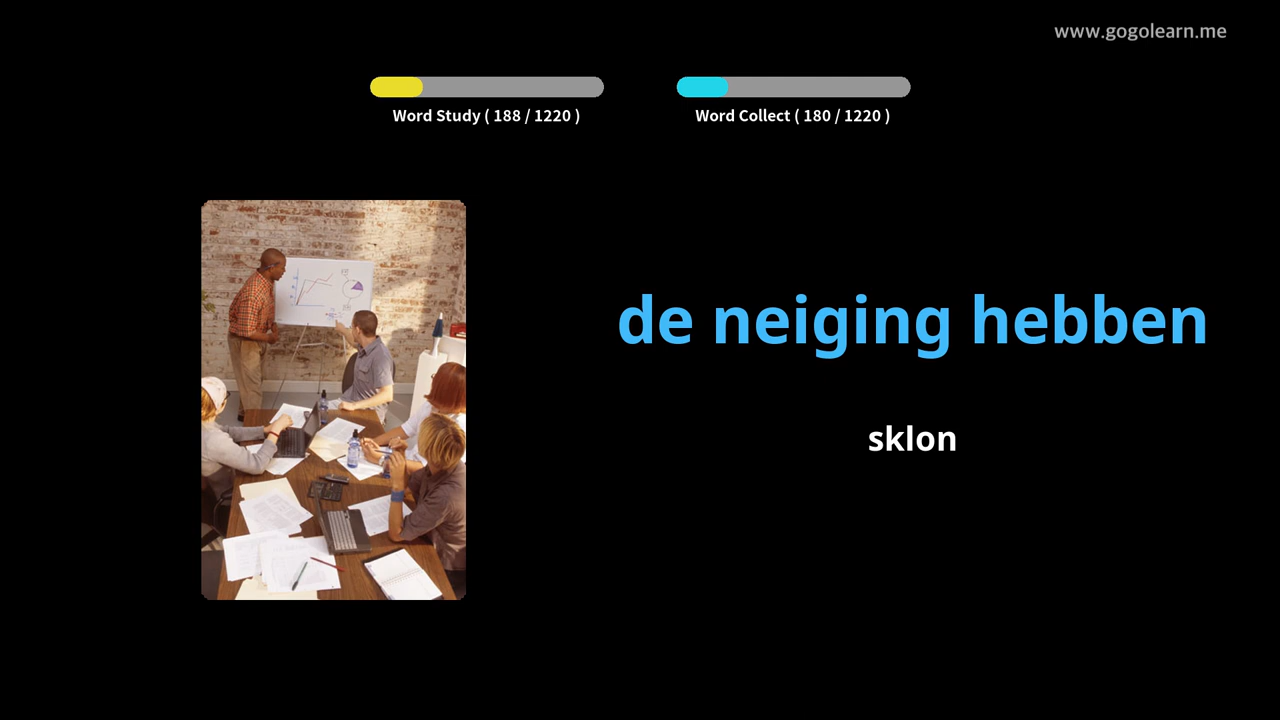 www.gogolearn.me
Word Study ( 188 / 1220 )
Word Collect ( 180 / 1220 )
de neiging hebben
sklon